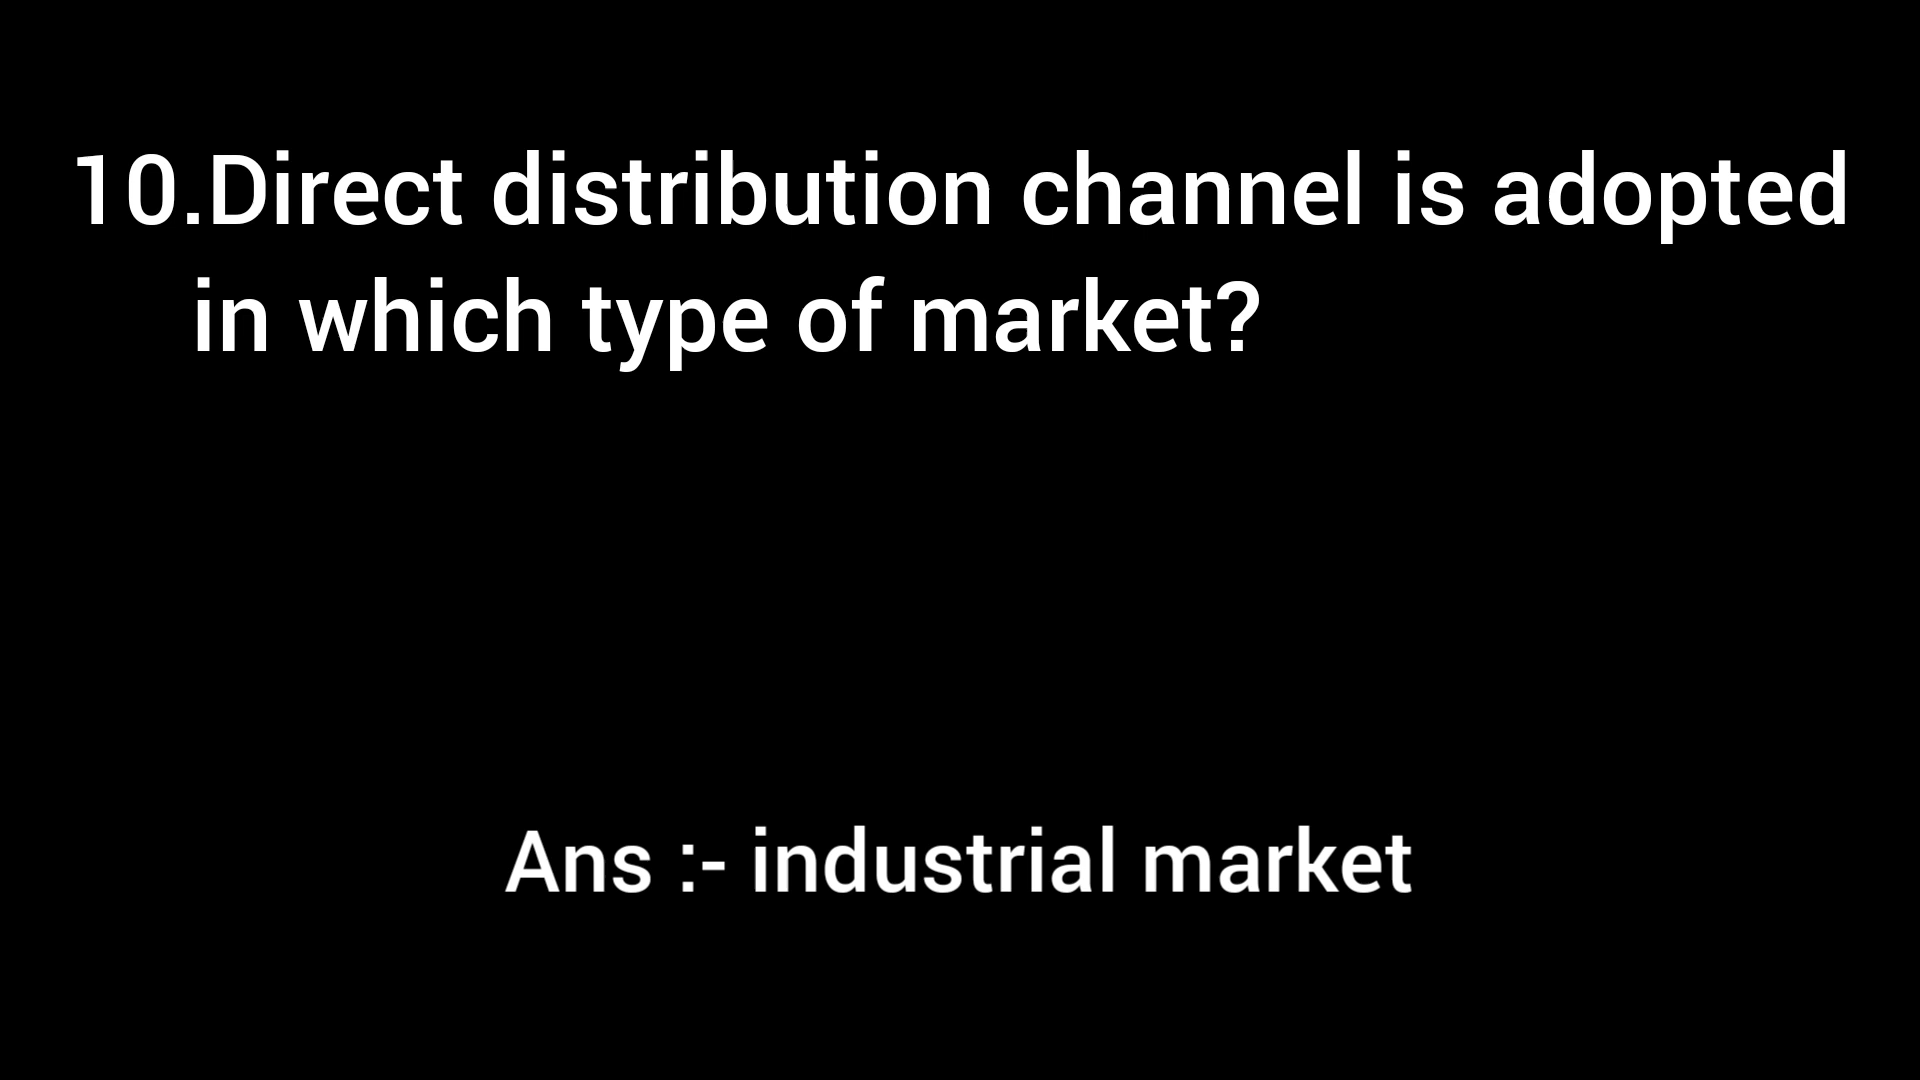 10.Direct distribution channel is adopted
in which type of market?
Ans :- industrial market